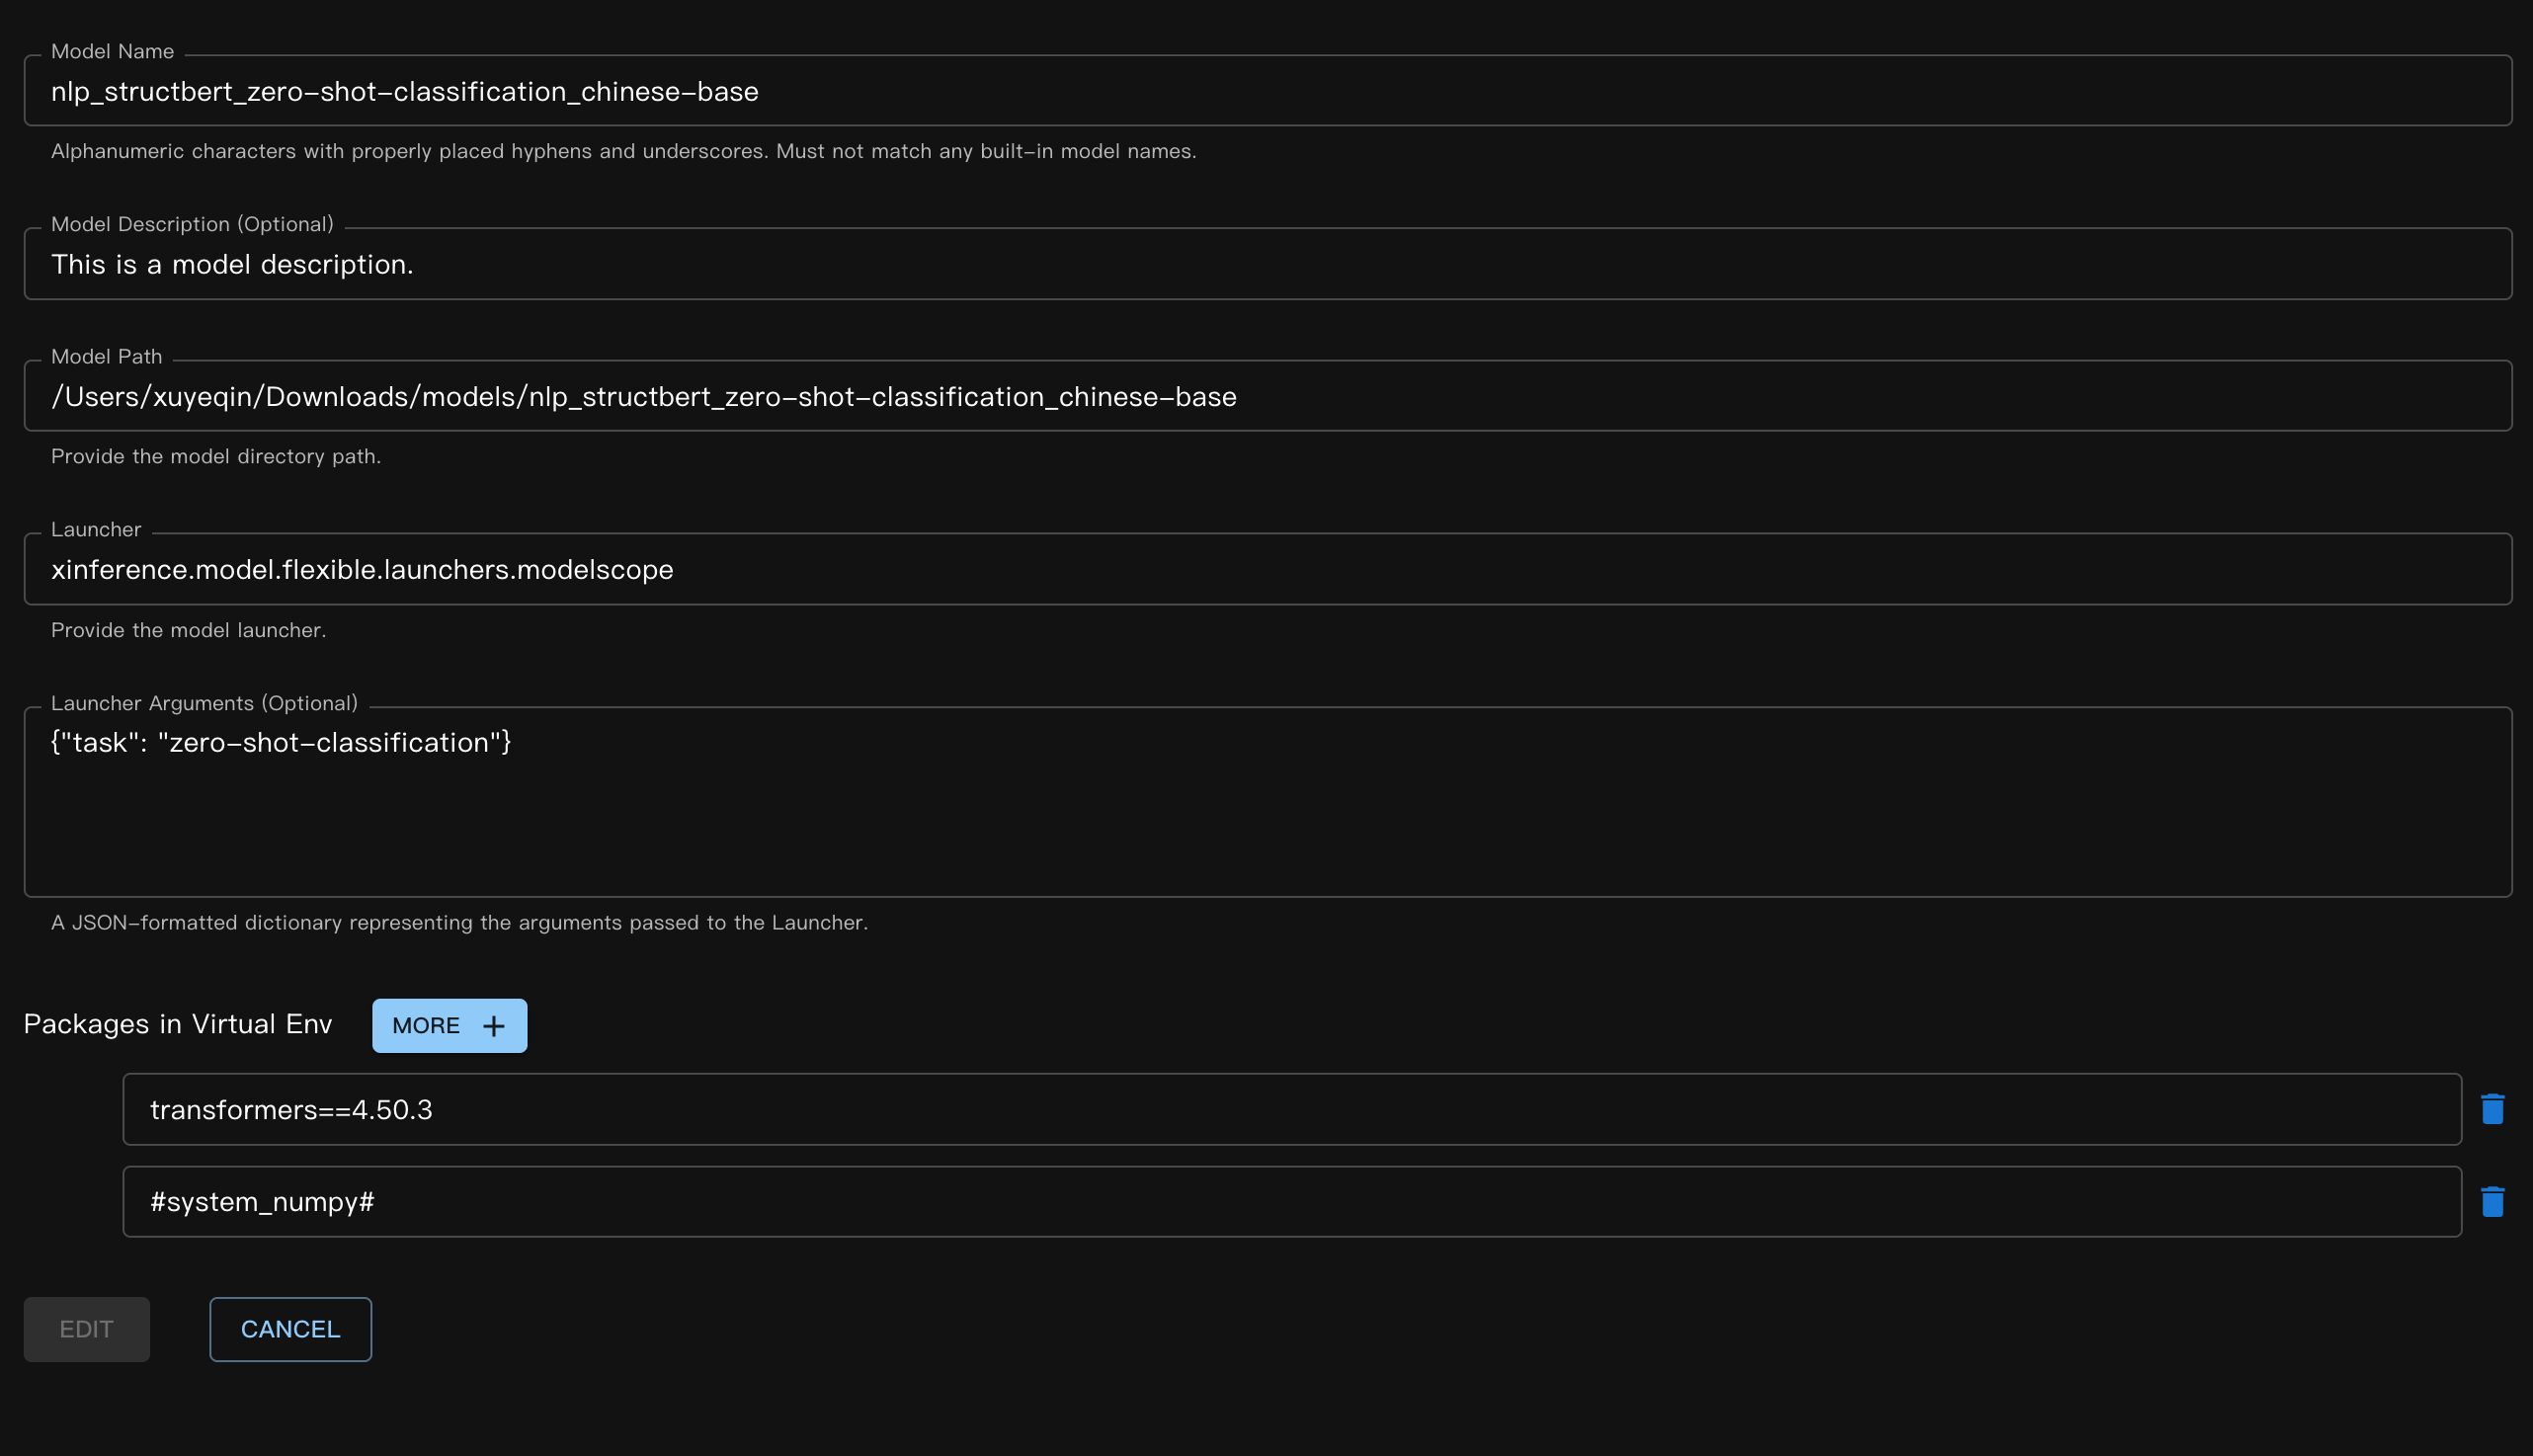 Model Name
nlp_structbert_zero-shot-classification_chinese-base
Alphanumeric characters with properly placed hyphens and underscores. Must not match any built-in model names.
Model Description (Optional)
This is a model description.
Model Path
/Users/xuyeqin/Downloads/models/nlp_structbert_zero-shot-classification_chinese-base
Provide the model directory path.
Launcher
xinference.model.flexible.launchers.modelscope
Provide the model launcher.
Launcher Arguments (Optional)
{"task": "zero-shot-classification"}
A JSON-formatted dictionary representing the arguments passed to the Launcher.
Packages in Virtual Env MORE +
transformers==4.50.3
#system_numpy#
EDIT CANCEL